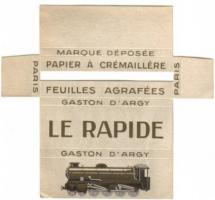 MARQUE DÉPOSÉE
PAPIER À CRÉMAILLÈRE
PARIS
PARIS
FEUILLES AGRAFÉES
GASTON D'ARGY
LE RAPIDE
GASTON D'ARGY